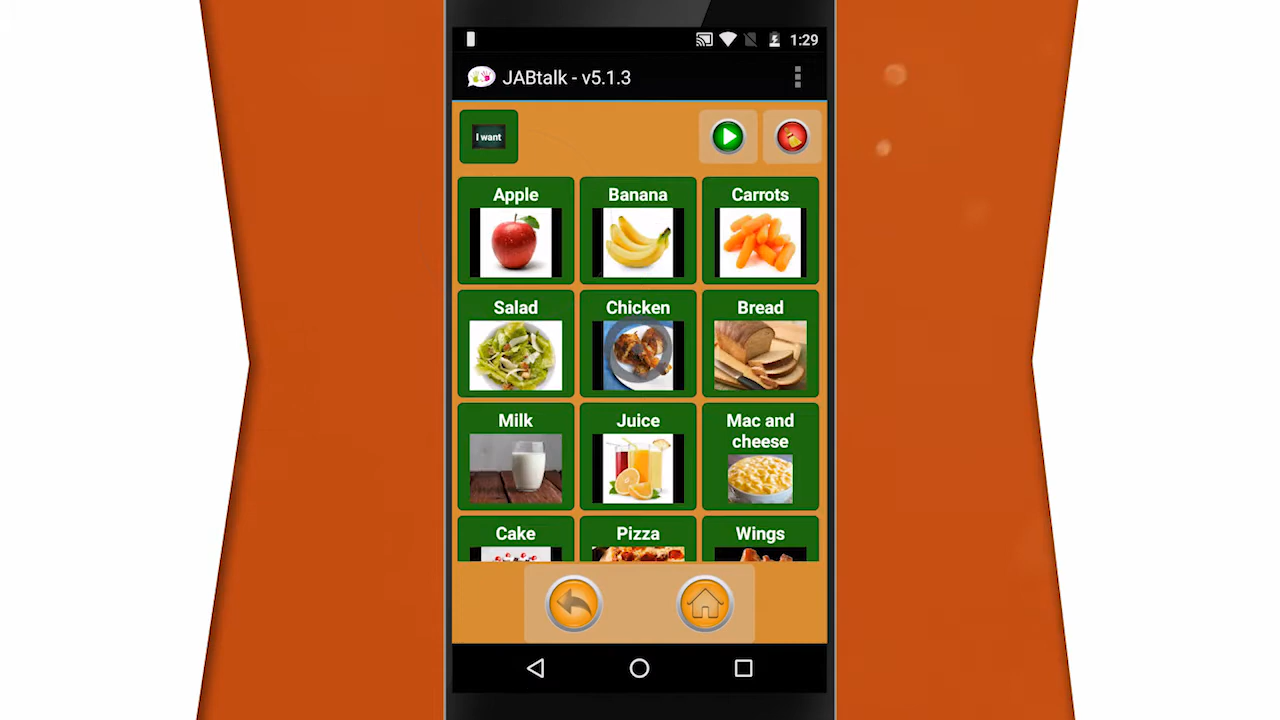 1:29
JABtalk - v5.1.3
I want
Apple
Banana
Carrots
Salad
Chicken
Bread
Milk
Juice
Mac and
cheese
Cake
Pizza
Wings